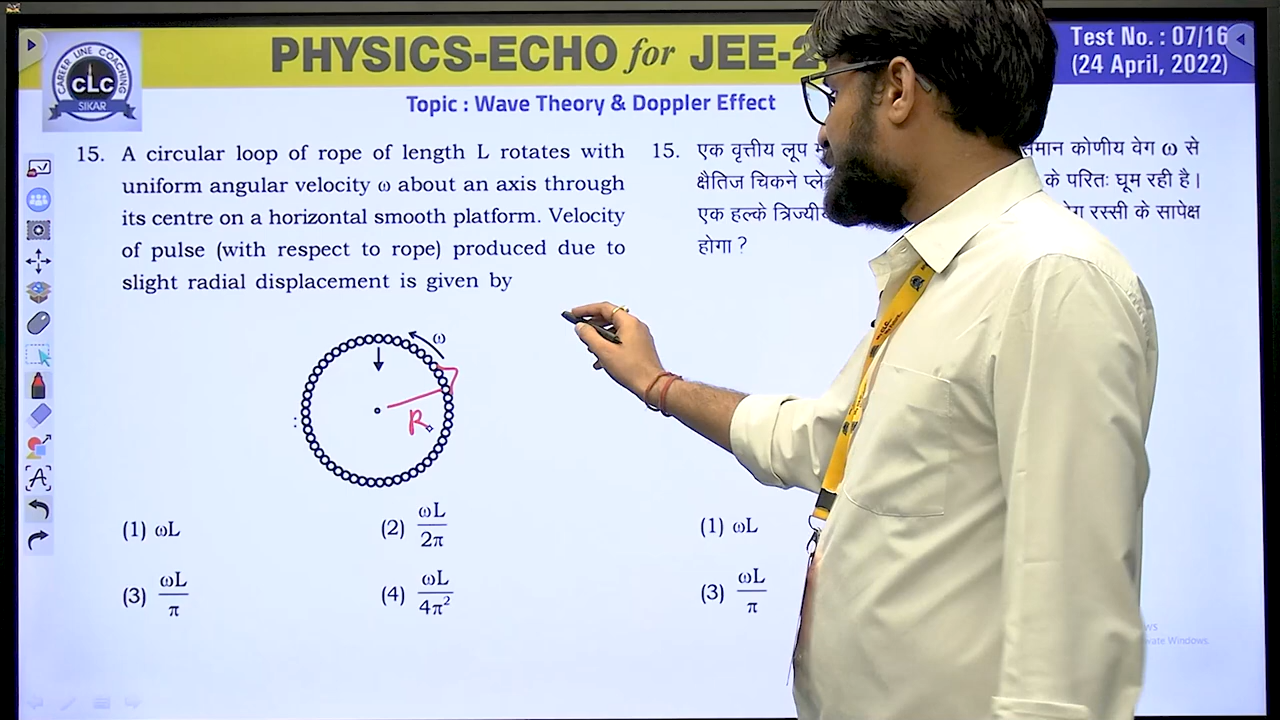 CAREER LINE COACHING
CLC
SIKAR
PHYSICS-ECHO for JEE-2
Test No. : 07/16
(24 April, 2022)
Topic : Wave Theory & Doppler Effect
15. A circular loop of rope of length L rotates with
uniform angular velocity ω about an axis through
its centre on a horizontal smooth platform. Velocity
of pulse (with respect to rope) produced due to
slight radial displacement is given by
ω
R
(1) ωL
(2) ωL/2π
(3) ωL/π
(4) ωL/4π²
15. एक वृत्तीय लूप समान कोणीय वेग ω से
क्षैतिज चिकने के परितः घूम रही है।
एक हल्के रस्सी के सापेक्ष
होगा ?
(1) ωL
(3) ωL/π